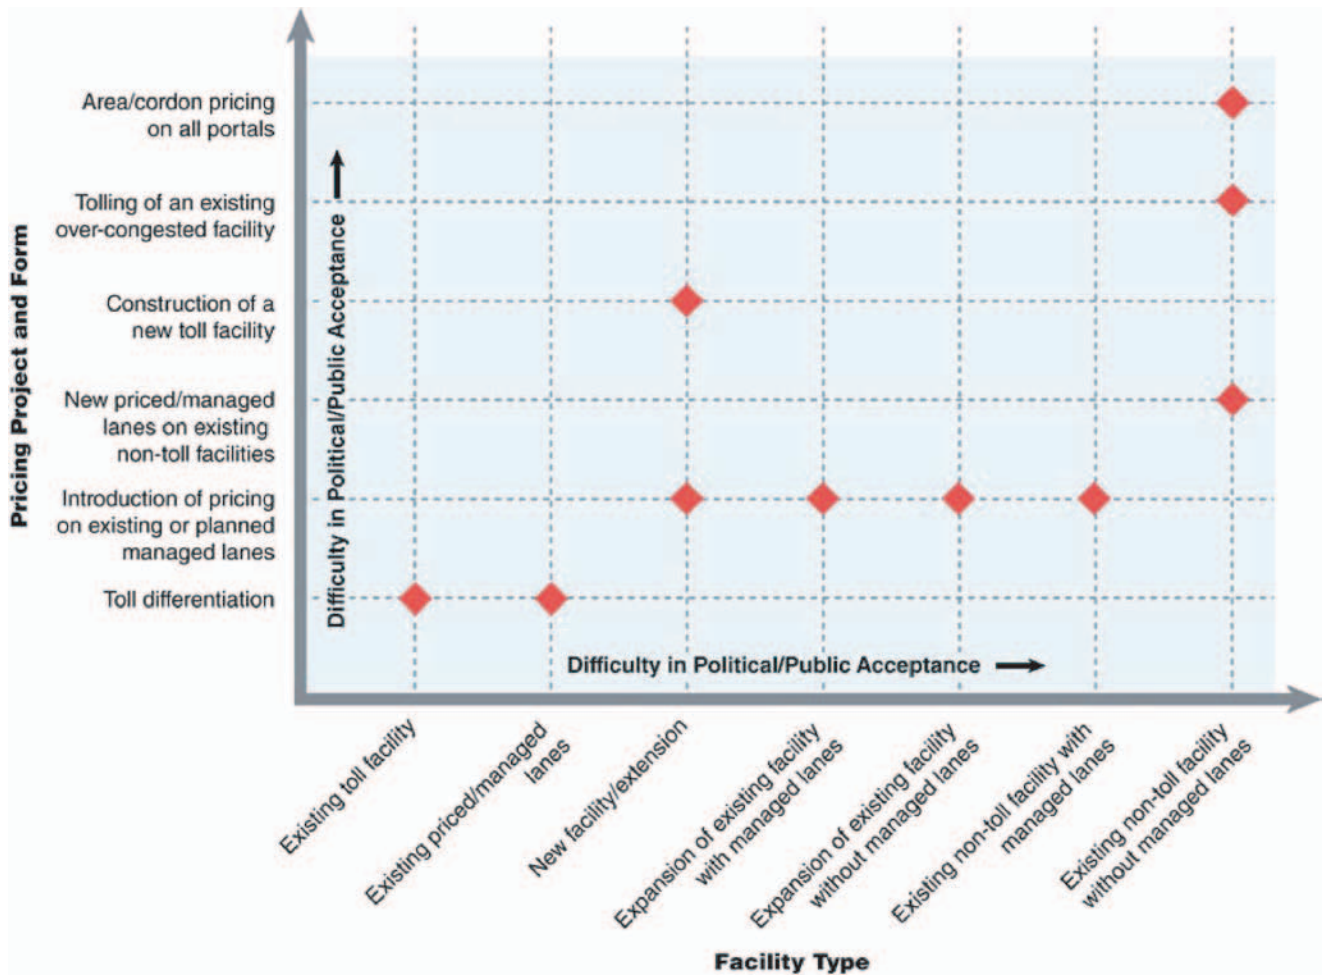 Area/cordon pricing
on all portals
Tolling of an existing
over-congested facility
Construction of a
new toll facility
New priced/managed
lanes on existing
non-toll facilities
Introduction of pricing
on existing or planned
managed lanes
Toll differentiation
Pricing Project and Form
Difficulty in Political/Public Acceptance
Difficulty in Political/Public Acceptance
Existing toll facility
Existing priced/managed
lanes
New facility/extension
Expansion of existing facility
with managed lanes
Expansion of existing facility
without managed lanes
Existing non-toll facility with
managed lanes
Existing non-toll facility
without managed lanes
Facility Type